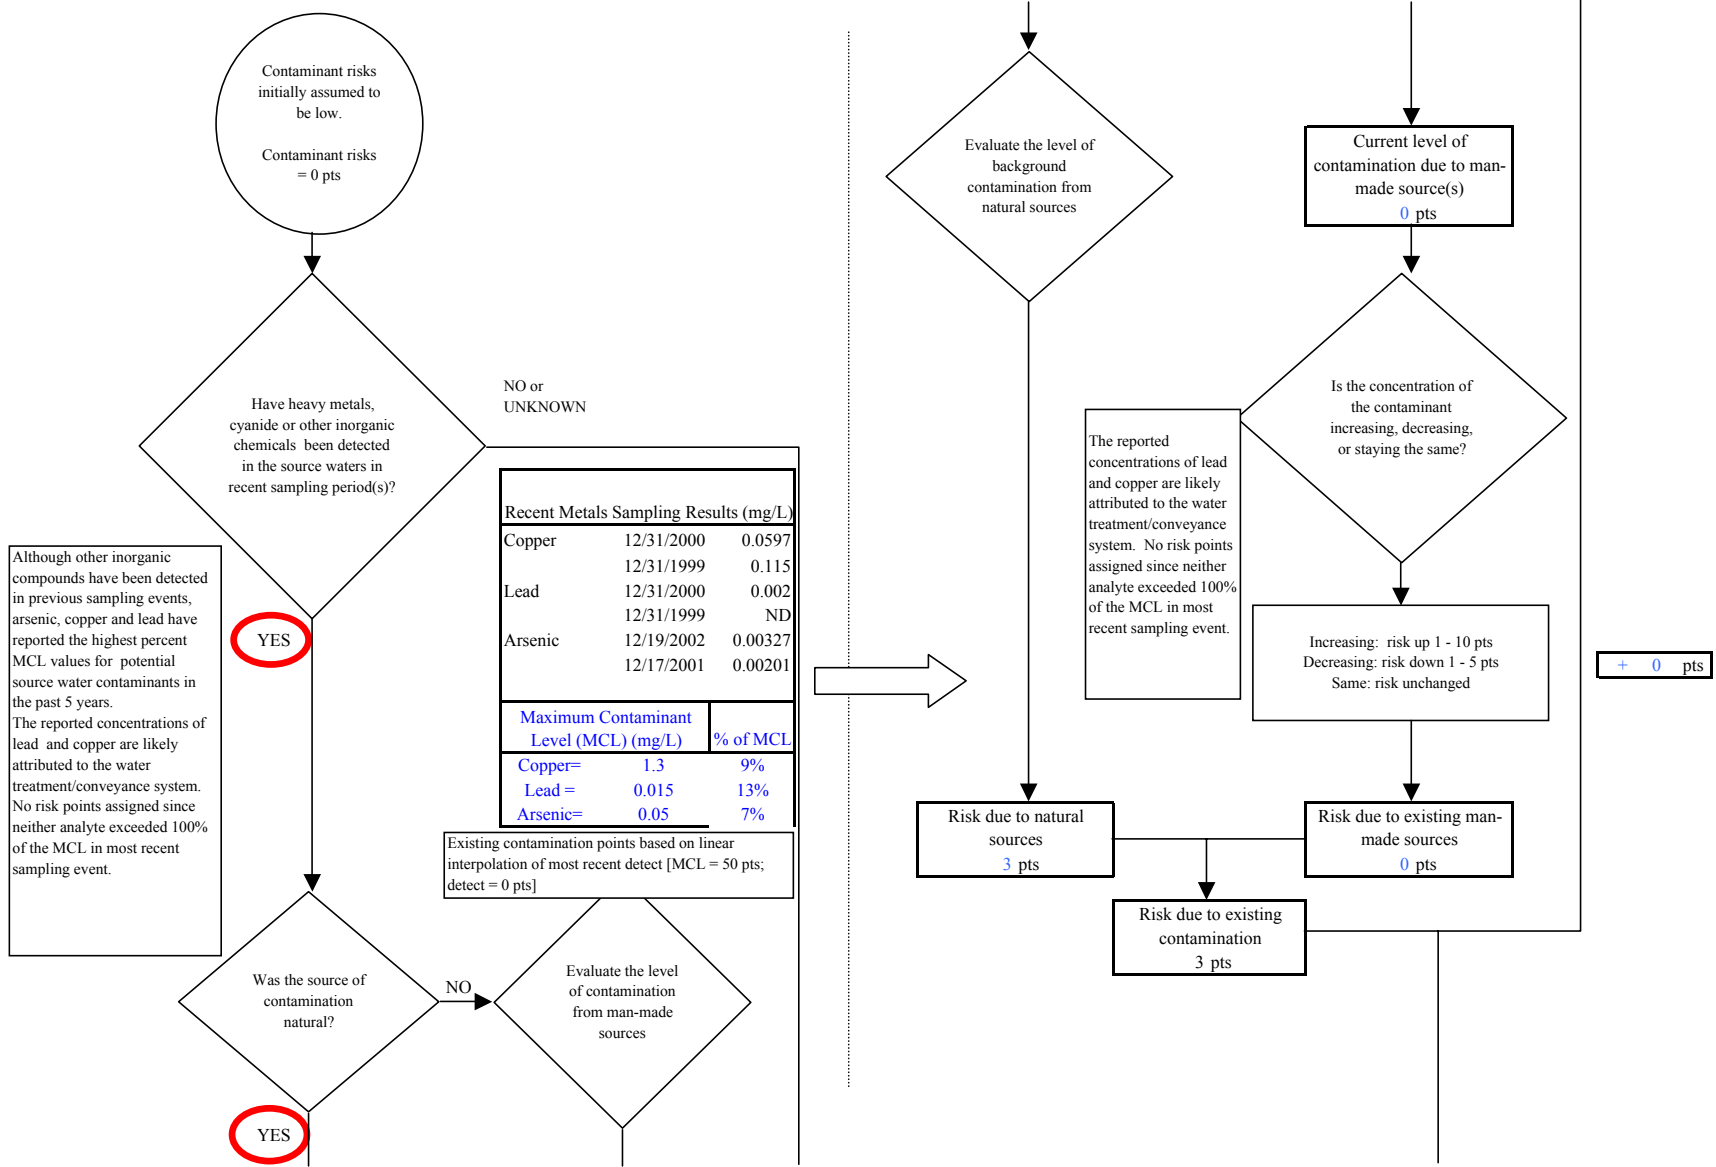 Contaminant risks
initially assumed to
be low.
Contaminant risks
= 0 pts
Have heavy metals,
cyanide or other inorganic
chemicals been detected
in the source waters in
recent sampling period(s)?
NO or
UNKNOWN
Recent Metals Sampling Results (mg/L)
Copper 12/31/2000 0.0597
12/31/1999 0.115
Lead 12/31/2000 0.002
12/31/1999 ND
Arsenic 12/19/2002 0.00327
12/17/2001 0.00201
Maximum Contaminant
Level (MCL) (mg/L) % of MCL
Copper= 1.3 9%
Lead = 0.015 13%
Arsenic= 0.05 7%
Existing contamination points based on linear
interpolation of most recent detect [MCL = 50 pts;
detect = 0 pts]
Although other inorganic
compounds have been detected
in previous sampling events,
arsenic, copper and lead have
reported the highest percent
MCL values for potential
source water contaminants in
the past 5 years.
The reported concentrations of
lead and copper are likely
attributed to the water
treatment/conveyance system.
No risk points assigned since
neither analyte exceeded 100%
of the MCL in most recent
sampling event.
YES
Was the source of
contamination
natural?
NO
Evaluate the level
of contamination
from man-made
sources
YES
Evaluate the level of
background
contamination from
natural sources
Current level of
contamination due to man-
made source(s)
0 pts
Is the concentration of
the contaminant
increasing, decreasing,
or staying the same?
The reported
concentrations of lead
and copper are likely
attributed to the water
treatment/conveyance
system. No risk points
assigned since neither
analyte exceeded 100%
of the MCL in most
recent sampling event.
Increasing: risk up 1 - 10 pts
Decreasing: risk down 1 - 5 pts
Same: risk unchanged
+ 0 pts
Risk due to natural
sources
3 pts
Risk due to existing man-
made sources
0 pts
Risk due to existing
contamination
3 pts